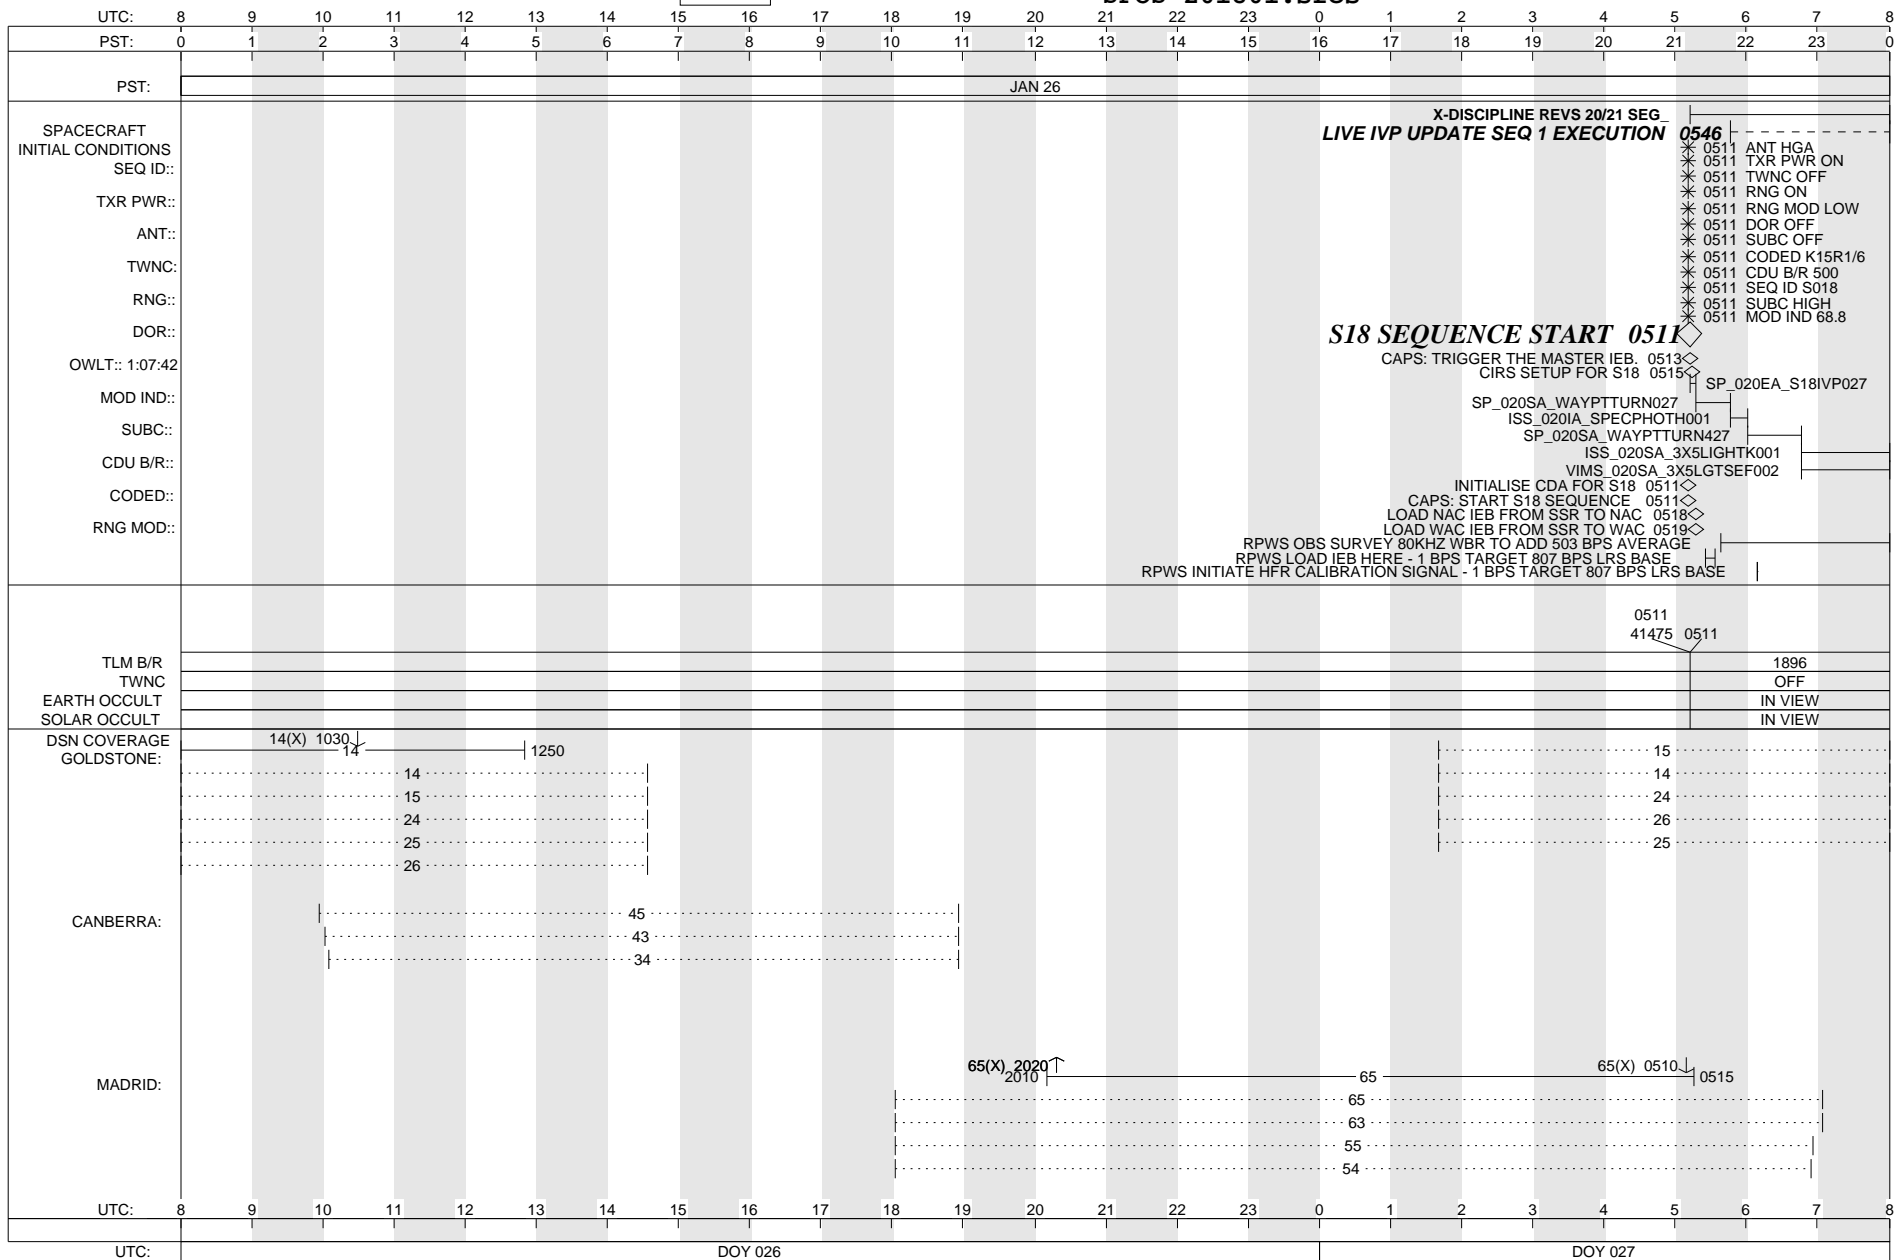 UTC: 8 9 10 11 12 13 14 15 16 17 18 19 20 21 22 23 0 1 2 3 4 5 6 7 8
PST: 0 1 2 3 4 5 6 7 8 9 10 11 12 13 14 15 16 17 18 19 20 21 22 23 0
PST: JAN 26
X-DISCIPLINE REVS 20/21 SEG_
SPACECRAFT
INITIAL CONDITIONS
LIVE IVP UPDATE SEQ 1 EXECUTION 0546
0511 ANT HGA
0511 TXR PWR ON
SEQ ID::
0511 TWNC OFF
0511 RNG ON
TXR PWR::
0511 RNG MOD LOW
0511 DOR OFF
ANT::
0511 SUBC OFF
0511 CODED K15R1/6
TWNC:
0511 CDU B/R 500
0511 SEQ ID S018
RNG::
0511 SUBC HIGH
0511 MOD IND 68.8
DOR::
S18 SEQUENCE START 0511
CAPS: TRIGGER THE MASTER IEB. 0513
OWLT:: 1:07:42
CIRS SETUP FOR S18 0515
SP_020EA_S18IVP027
MOD IND::
SP_020SA_WAYPTTURN027
ISS_020IA_SPECPHOTH001
SUBC::
SP_020SA_WAYPTTURN427
ISS_020SA_3X5LIGHTK001
CDU B/R::
VIMS_020SA_3X5LGTSEF002
INITIALISE CDA FOR S18 0511
CODED::
CAPS: START S18 SEQUENCE 0511
LOAD NAC IEB FROM SSR TO NAC 0518
RNG MOD::
LOAD WAC IEB FROM SSR TO WAC 0519
RPWS OBS SURVEY 80KHZ WBR TO ADD 503 BPS AVERAGE
RPWS LOAD IEB HERE - 1 BPS TARGET 807 BPS LRS BASE
RPWS INITIATE HFR CALIBRATION SIGNAL - 1 BPS TARGET 807 BPS LRS BASE
0511
41475 0511
TLM B/R 1896
TWNC OFF
EARTH OCCULT IN VIEW
SOLAR OCCULT IN VIEW
DSN COVERAGE
14(X) 1030
GOLDSTONE: 14 1250 15
14 14
15 24
24 26
25 25
26
45
CANBERRA:
43
34
65(X) 2020 65(X) 0510
MADRID: 2010 65 0515
65
63
55
54
UTC: 8 9 10 11 12 13 14 15 16 17 18 19 20 21 22 23 0 1 2 3 4 5 6 7 8
UTC: DOY 026 DOY 027